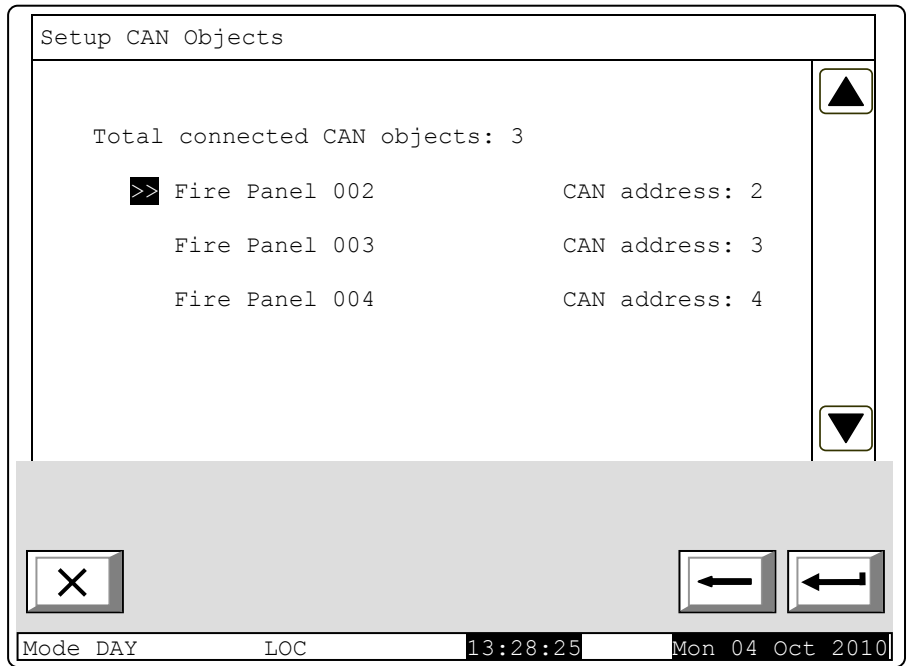 Setup CAN Objects
Total connected CAN objects: 3
>> Fire Panel 002 CAN address: 2
Fire Panel 003 CAN address: 3
Fire Panel 004 CAN address: 4
Mode DAY LOC 13:28:25 Mon 04 Oct 2010